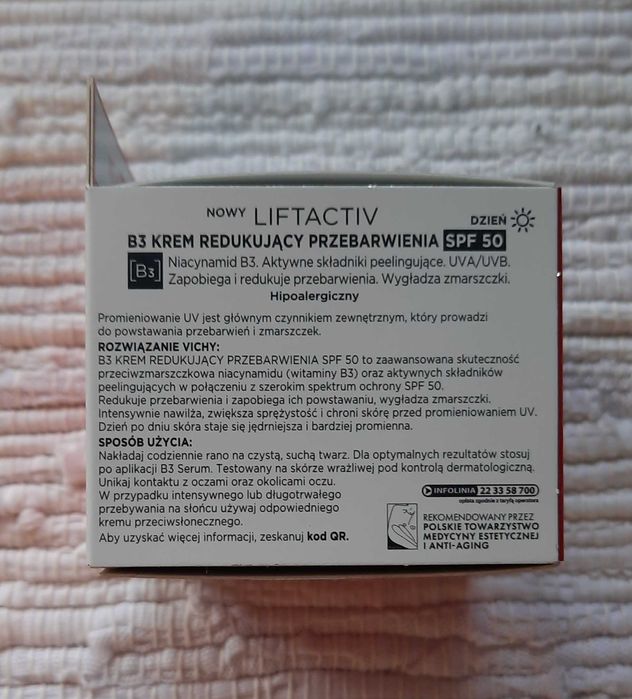 NOWY LIFTACTIV
DZIEŃ
B3 KREM REDUKUJĄCY PRZEBARWIENIA SPF 50
[B3]
Niacynamid B3. Aktywne składniki peelingujące. UVA/UVB.
Zapobiega i redukuje przebarwienia. Wygładza zmarszczki.
Hipoalergiczny
Promieniowanie UV jest głównym czynnikiem zewnętrznym, który prowadzi
do powstawania przebarwień i zmarszczek.
ROZWIĄZANIE VICHY:
B3 KREM REDUKUJĄCY PRZEBARWIENIA SPF 50 to zaawansowana skuteczność
przeciwzmarszczkowa niacynamidu (witaminy B3) oraz aktywnych składników
peelingujących w połączeniu z szerokim spektrum ochrony SPF 50.
Redukuje przebarwienia i zapobiega ich powstawaniu, wygładza zmarszczki.
Intensywnie nawilża, zwiększa sprężystość i chroni skórę przed promieniowaniem UV.
Dzień po dniu skóra staje się jędrniejsza i bardziej promienna.
SPOSÓB UŻYCIA:
Nakładaj codziennie rano na czystą, suchą twarz. Dla optymalnych rezultatów stosuj
po aplikacji B3 Serum. Testowany na skórze wrażliwej pod kontrolą dermatologiczną.
Unikaj kontaktu z oczami oraz okolicami oczu.
W przypadku intensywnego lub długotrwałego
przebywania na słońcu używaj odpowiedniego
kremu przeciwsłonecznego.
Aby uzyskać więcej informacji, zeskanuj kod QR.
INFOLINIA 22 33 58 700
opłata zgodnie z taryfą operatora
REKOMENDOWANY PRZEZ
POLSKIE TOWARZYSTWO
MEDYCYNY ESTETYCZNEJ
I ANTI-AGING